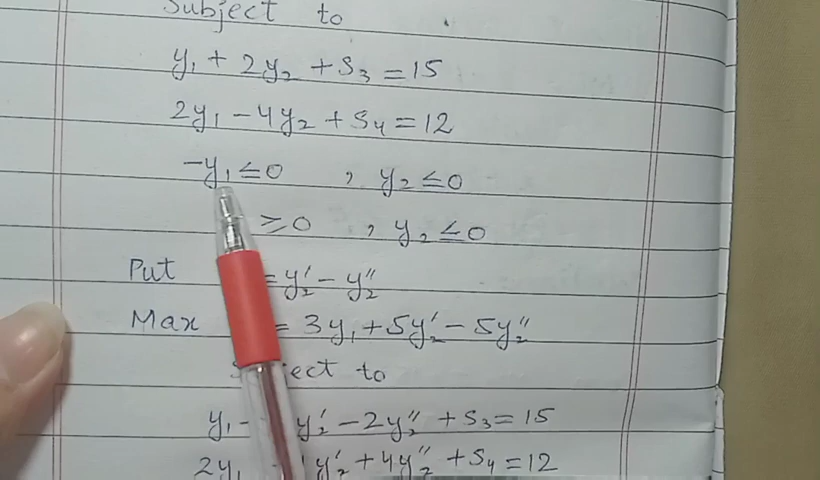 Subject to
y₁ + 2y₂ + S₃ = 15
2y₁ - 4y₂ + S₄ = 12
-y₁ ≤ 0 , y₂ ≤ 0
≥ 0 , y₂ ≤ 0
Put = y₂' - y₂''
Max = 3y₁ + 5y₂' - 5y₂''
to
y₁ y₂' - 2y₂'' + S₃ = 15
2y₁ y₂' + 4y₂'' + S₄ = 12